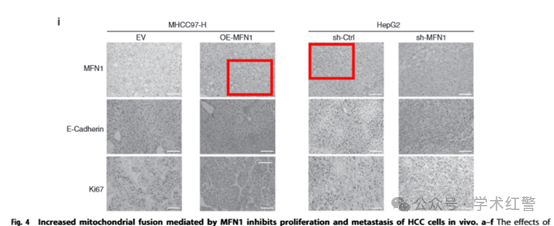 i
MHCC97-H HepG2
EV OE-MFN1 sh-Ctrl sh-MFN1
MFN1
E-Cadherin
Ki67
公众号·学术红警
Fig. 4 Increased mitochondrial fusion mediated by MFN1 inhibits proliferation and metastasis of HCC cells in vivo. a–f The effects of